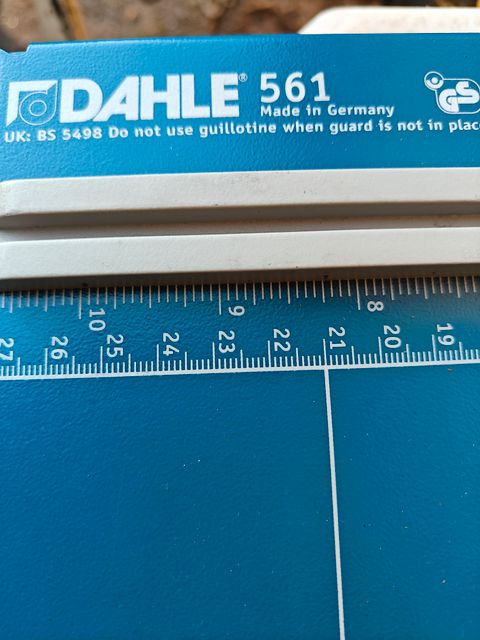 DAHLE® 561
Made in Germany
GS
UK: BS 5498 Do not use guillotine when guard is not in place
10 9 8
27 26 25 24 23 22 21 20 19